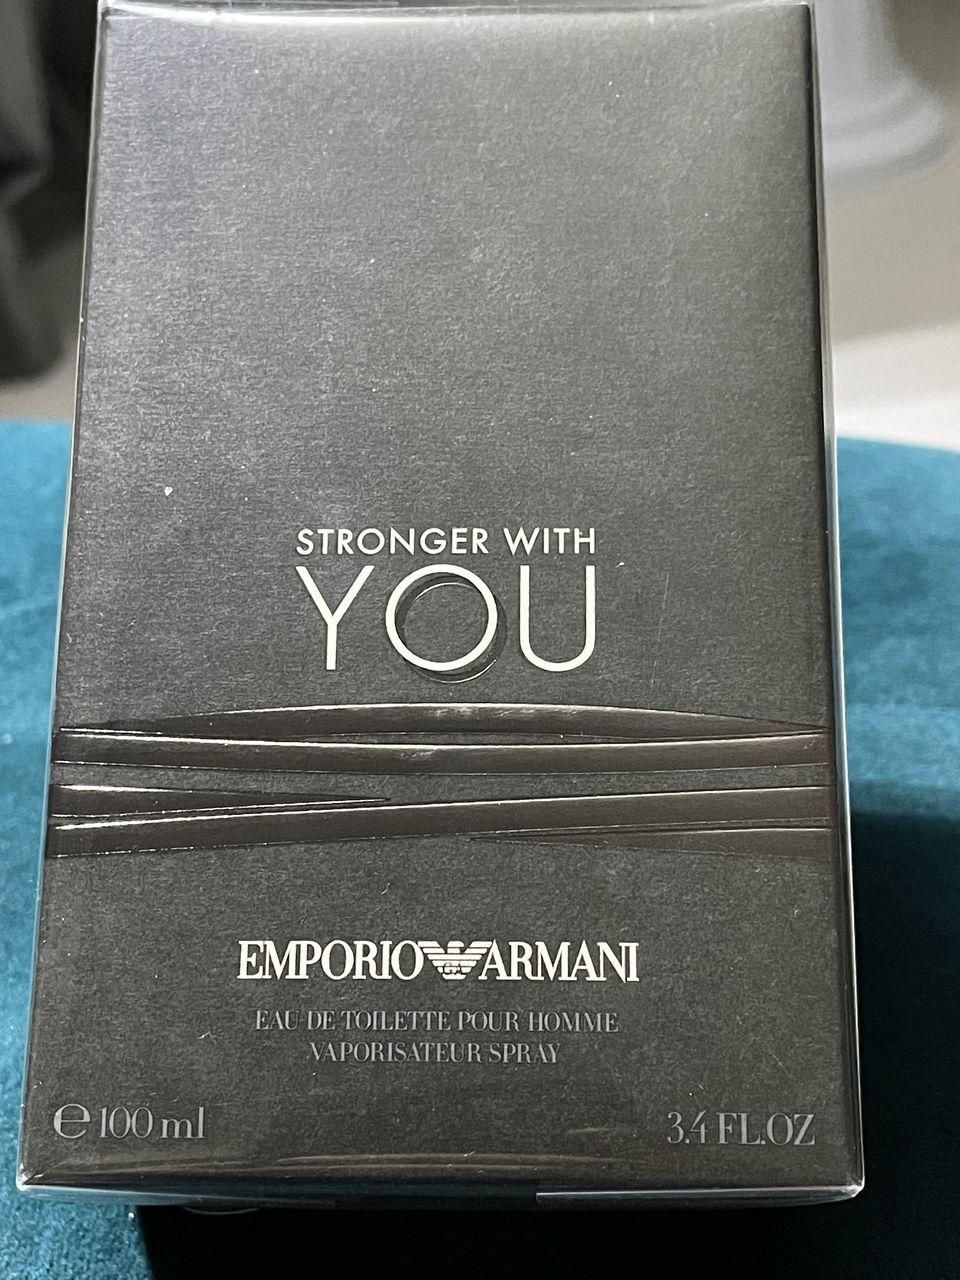 STRONGER WITH
YOU
EMPORIO ARMANI
EAU DE TOILETTE POUR HOMME
VAPORISATEUR SPRAY
℮ 100 ml
3.4 FL.OZ